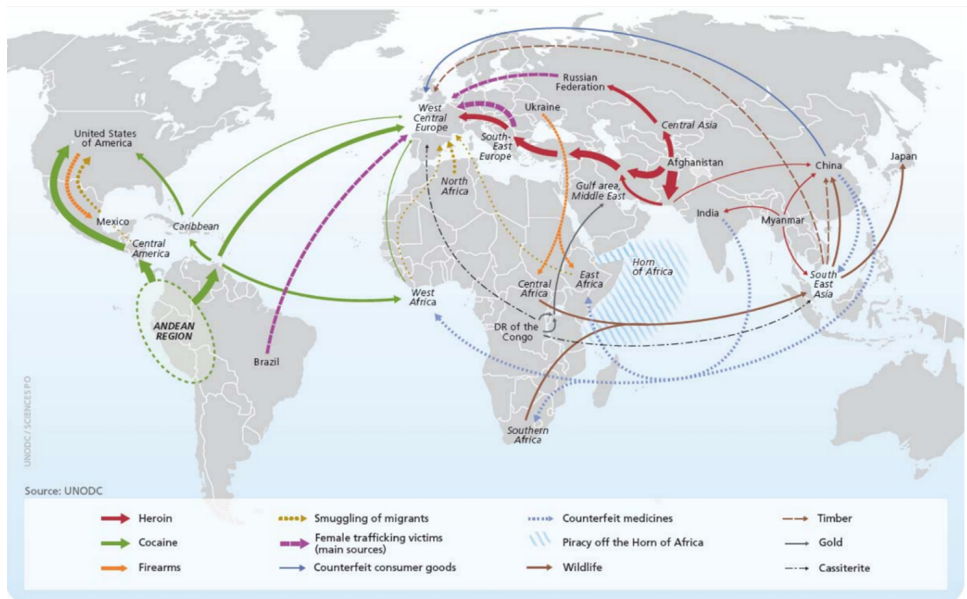 Russian
Federation
West
Central
Europe
Ukraine
United States
of America
South-
East
Europe
Central Asia
Afghanistan
China
Japan
North
Africa
Gulf area,
Middle East
Mexico
Caribbean
India
Myanmar
Central
America
Horn
of Africa
Central
Africa
East
Africa
South
East
Asia
West
Africa
ANDEAN
REGION
DR of the
Congo
Brazil
Southern
Africa
UNODC / SCIENCES PO
Source: UNODC
Heroin
Smuggling of migrants
Counterfeit medicines
Timber
Cocaine
Female trafficking victims
(main sources)
Piracy off the Horn of Africa
Gold
Firearms
Counterfeit consumer goods
Wildlife
Cassiterite